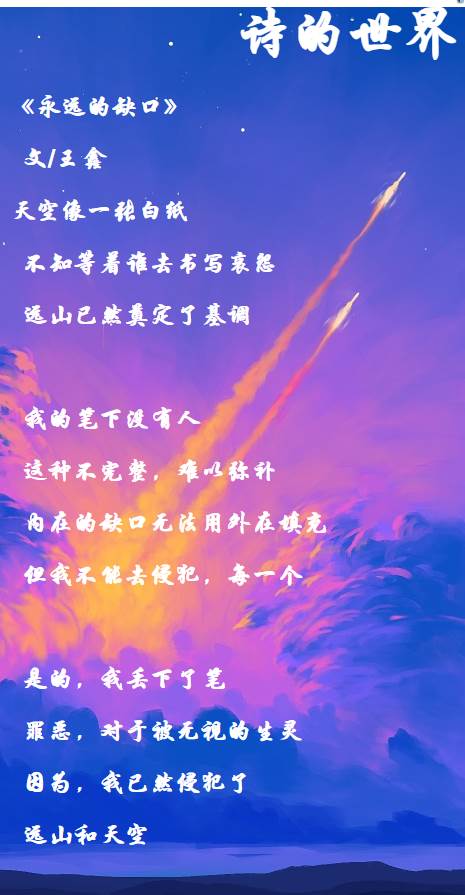 诗的世界
《永远的缺口》
文/王鑫
天空像一张白纸
不知等着谁去书写哀怨
远山已然奠定了基调
我的笔下没有人
这种不完整，难以弥补
内在的缺口无法用外在填充
但我不能去侵犯，每一个
是的，我丢下了笔
罪恶，对于被无视的生灵
因为，我已然侵犯了
远山和天空